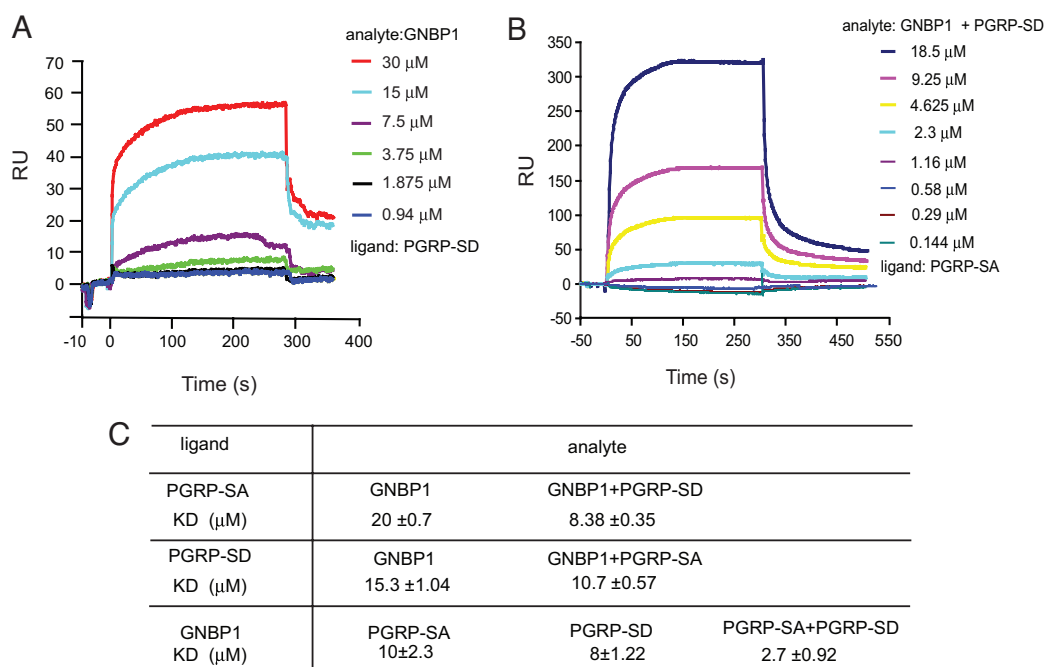 A
analyte:GNBP1
30 μM
15 μM
7.5 μM
3.75 μM
1.875 μM
0.94 μM
ligand: PGRP-SD
70
60
50
40
30
20
10
0
RU
-10 0 100 200 300 400
Time (s)
B
analyte: GNBP1 + PGRP-SD
18.5 μM
9.25 μM
4.625 μM
2.3 μM
1.16 μM
0.58 μM
0.29 μM
0.144 μM
ligand: PGRP-SA
350
300
250
200
150
100
50
0
-50
RU
-50 50 150 250 350 450 550
Time (s)
C
ligand analyte
PGRP-SA GNBP1 GNBP1+PGRP-SD
KD (μM) 20 ±0.7 8.38 ±0.35
PGRP-SD GNBP1 GNBP1+PGRP-SA
KD (μM) 15.3 ±1.04 10.7 ±0.57
GNBP1 PGRP-SA PGRP-SD PGRP-SA+PGRP-SD
KD (μM) 10±2.3 8±1.22 2.7 ±0.92